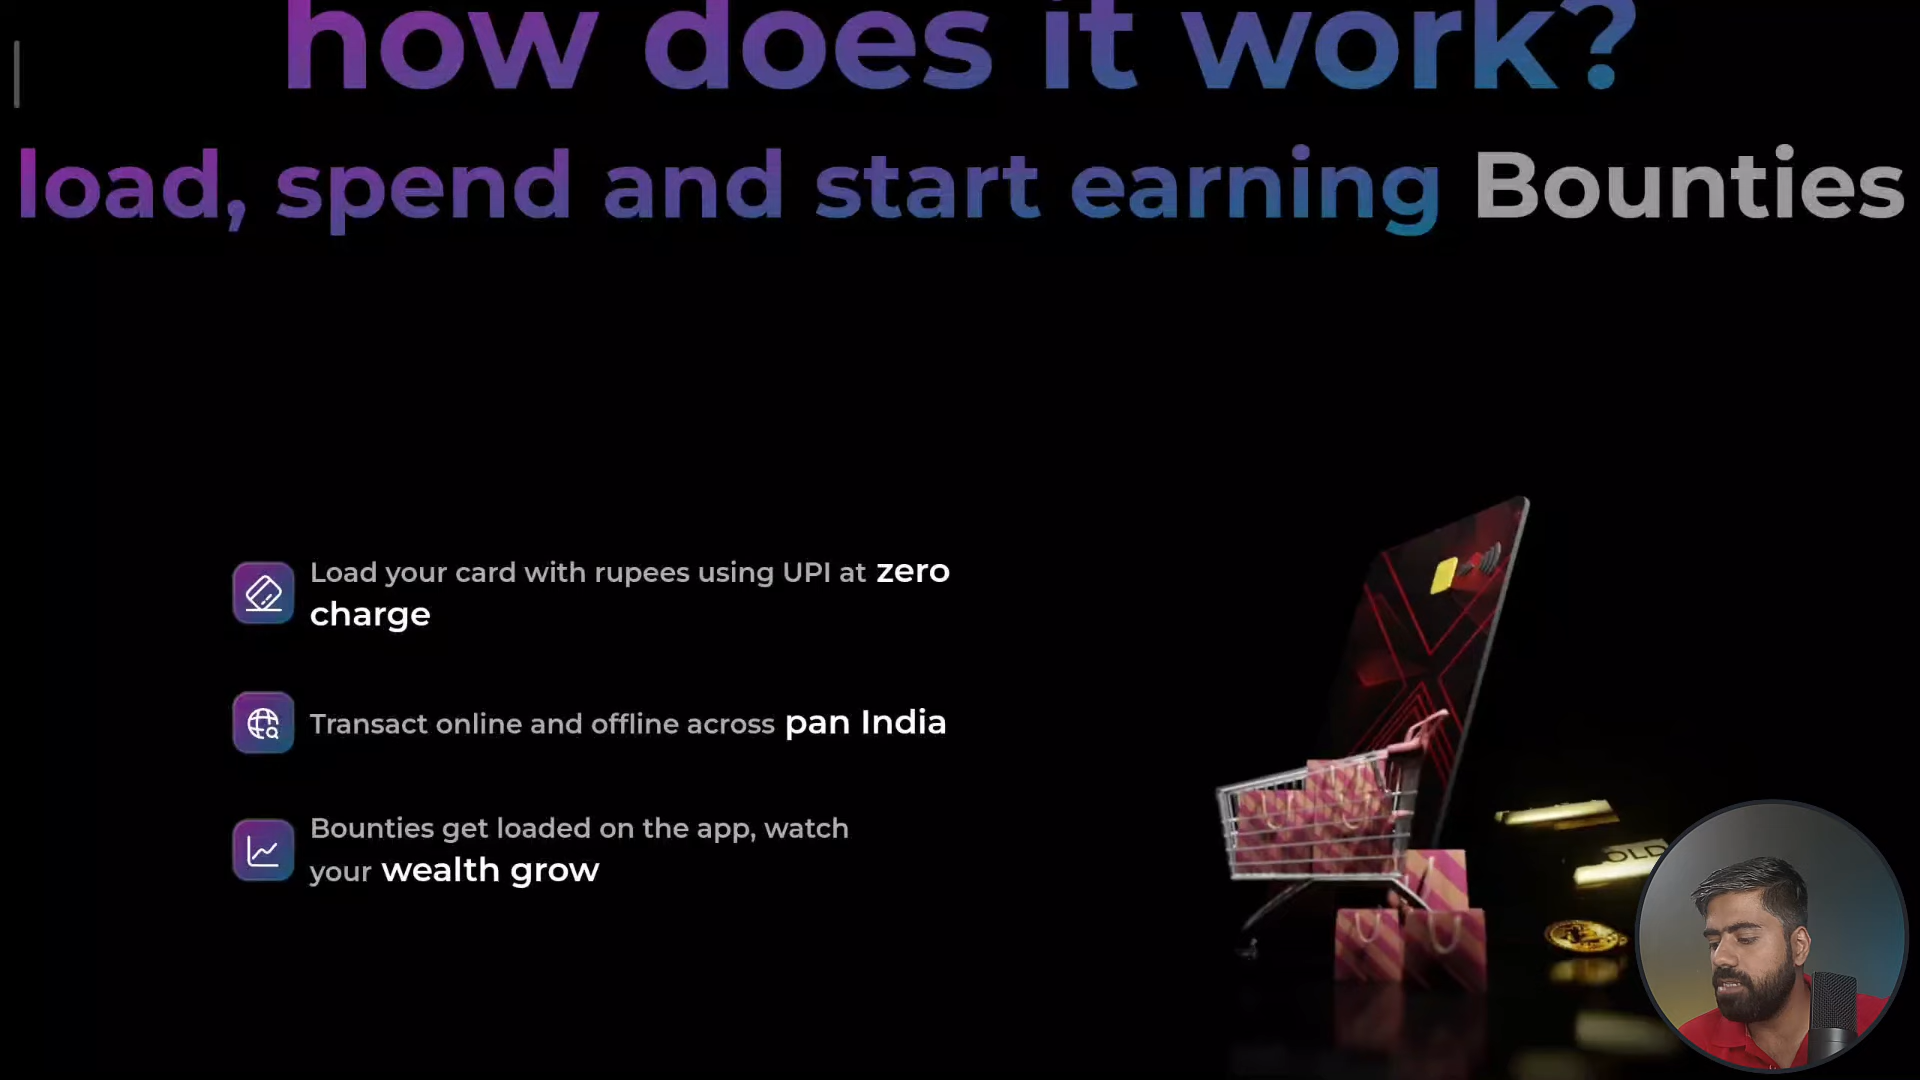 how does it work?
load, spend and start earning Bounties
Load your card with rupees using UPI at zero
charge
Transact online and offline across pan India
Bounties get loaded on the app, watch
your wealth grow
OLD